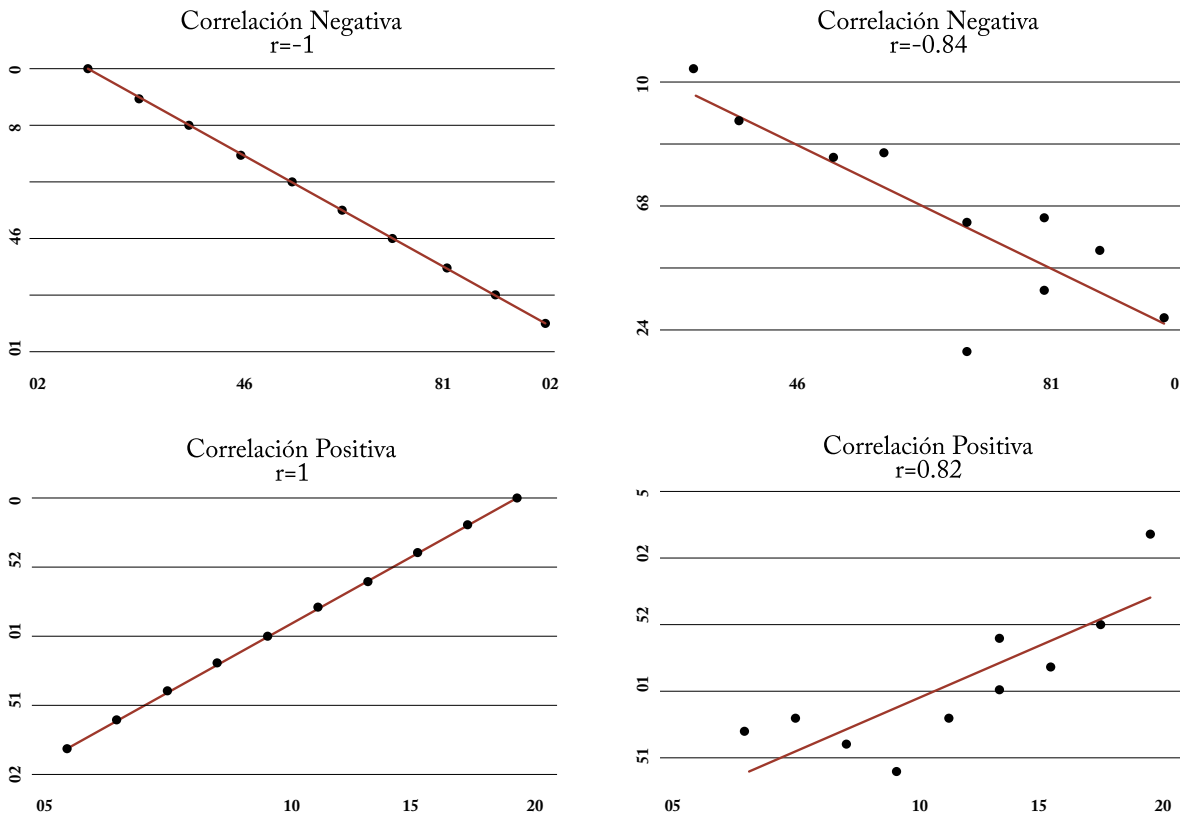 Correlación Negativa
r=-1
0
8
46
01
02 46 81 02
Correlación Negativa
r=-0.84
10
68
24
46 81 0
Correlación Positiva
r=1
0
52
01
51
02
05 10 15 20
Correlación Positiva
r=0.82
5
02
52
01
51
05 10 15 20